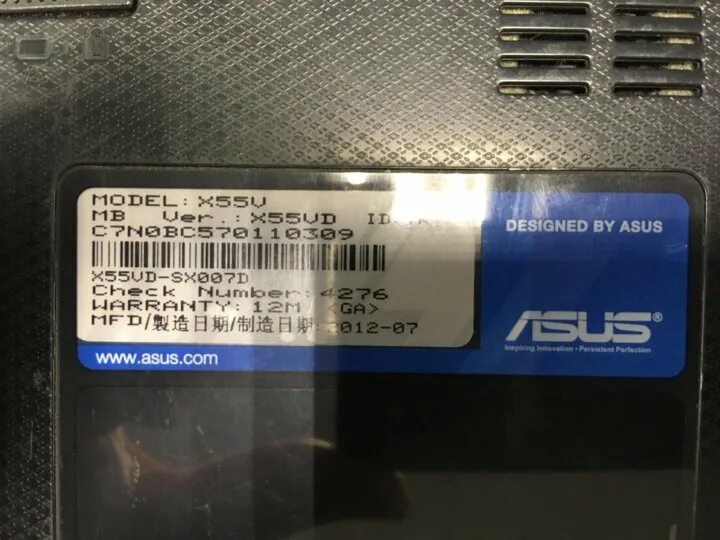 MODEL: X55V
MB Ver.: X55VD
C7N0BC570110309
X55VD-SX007D
Check Number: 4276
WARRANTY: 12M <GA>
MFD/製造日期/制造日期: 2012-07
www.asus.com
DESIGNED BY ASUS
ASUS®
Inspiring Innovation · Persistent Perfection